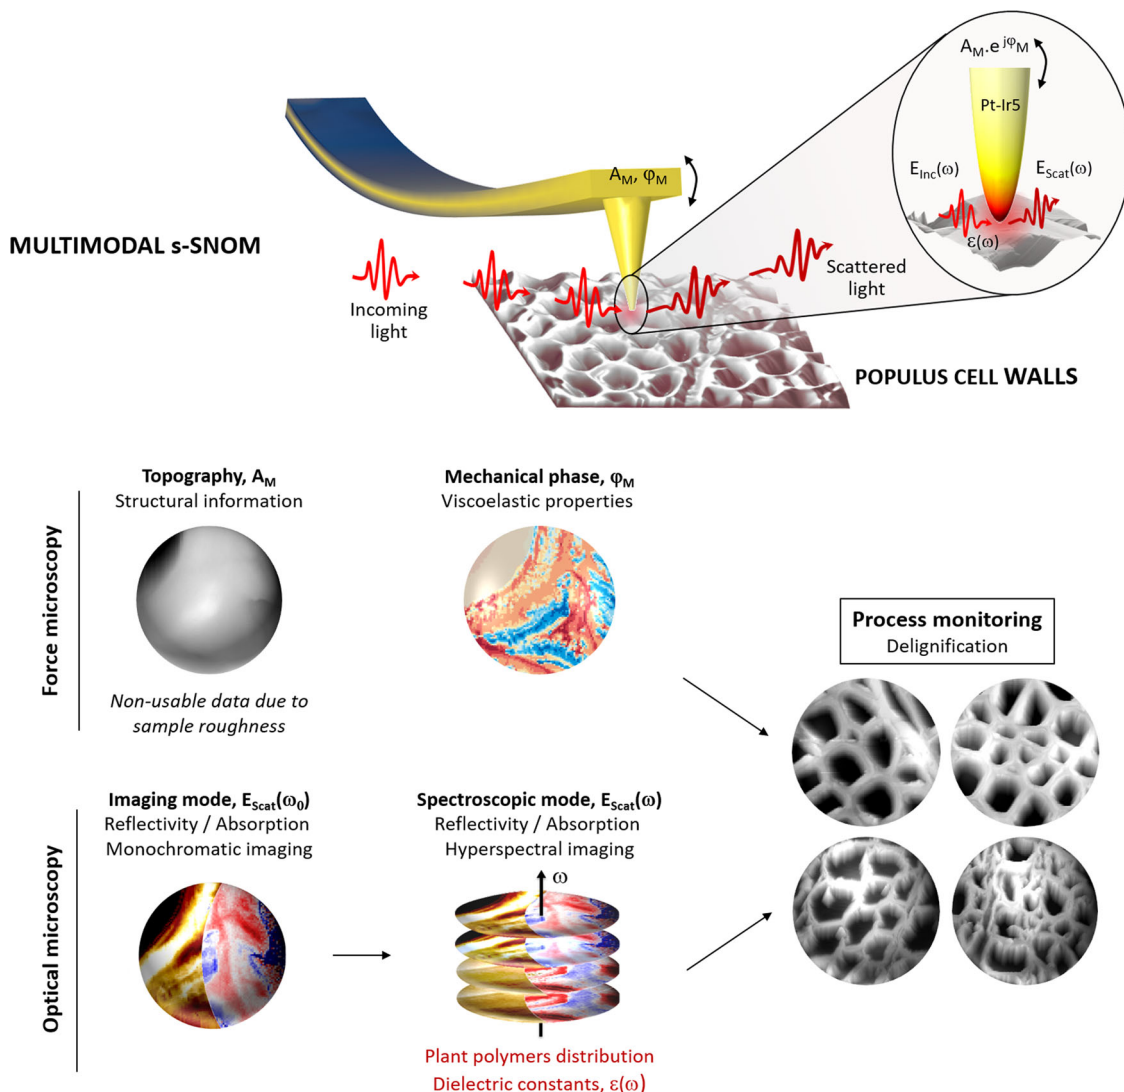 A_M.e^jφ_M
Pt-Ir5
E_Inc(ω)
E_Scat(ω)
ε(ω)
A_M, φ_M
MULTIMODAL s-SNOM
Incoming
light
Scattered
light
POPULUS CELL WALLS
Force microscopy
Topography, A_M
Structural information
Non-usable data due to
sample roughness
Mechanical phase, φ_M
Viscoelastic properties
Process monitoring
Delignification
Optical microscopy
Imaging mode, E_Scat(ω_0)
Reflectivity / Absorption
Monochromatic imaging
Spectroscopic mode, E_Scat(ω)
Reflectivity / Absorption
Hyperspectral imaging
ω
Plant polymers distribution
Dielectric constants, ε(ω)